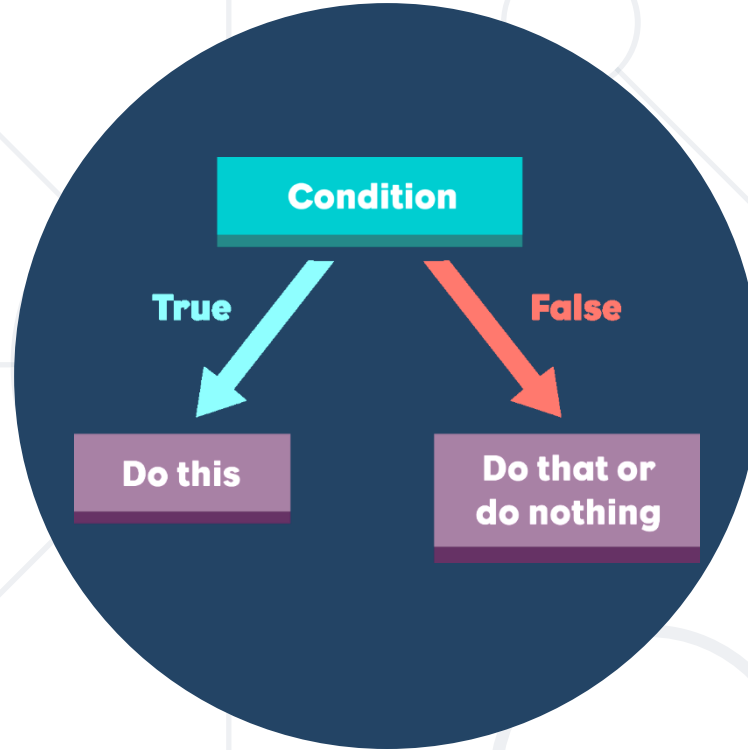 Condition
True
False
Do this
Do that or
do nothing